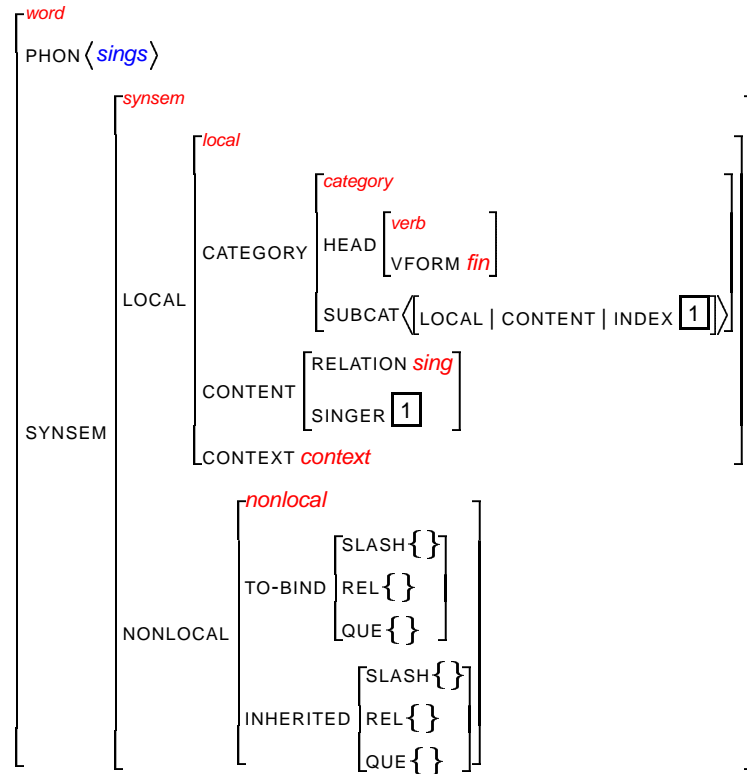 word
PHON ⟨sings⟩
synsem
local
category
verb
CATEGORY HEAD
VFORM fin
LOCAL
SUBCAT ⟨[LOCAL | CONTENT | INDEX 1]⟩
RELATION sing
CONTENT
SINGER 1
SYNSEM
CONTEXT context
nonlocal
SLASH {}
TO-BIND REL {}
QUE {}
NONLOCAL
SLASH {}
INHERITED REL {}
QUE {}